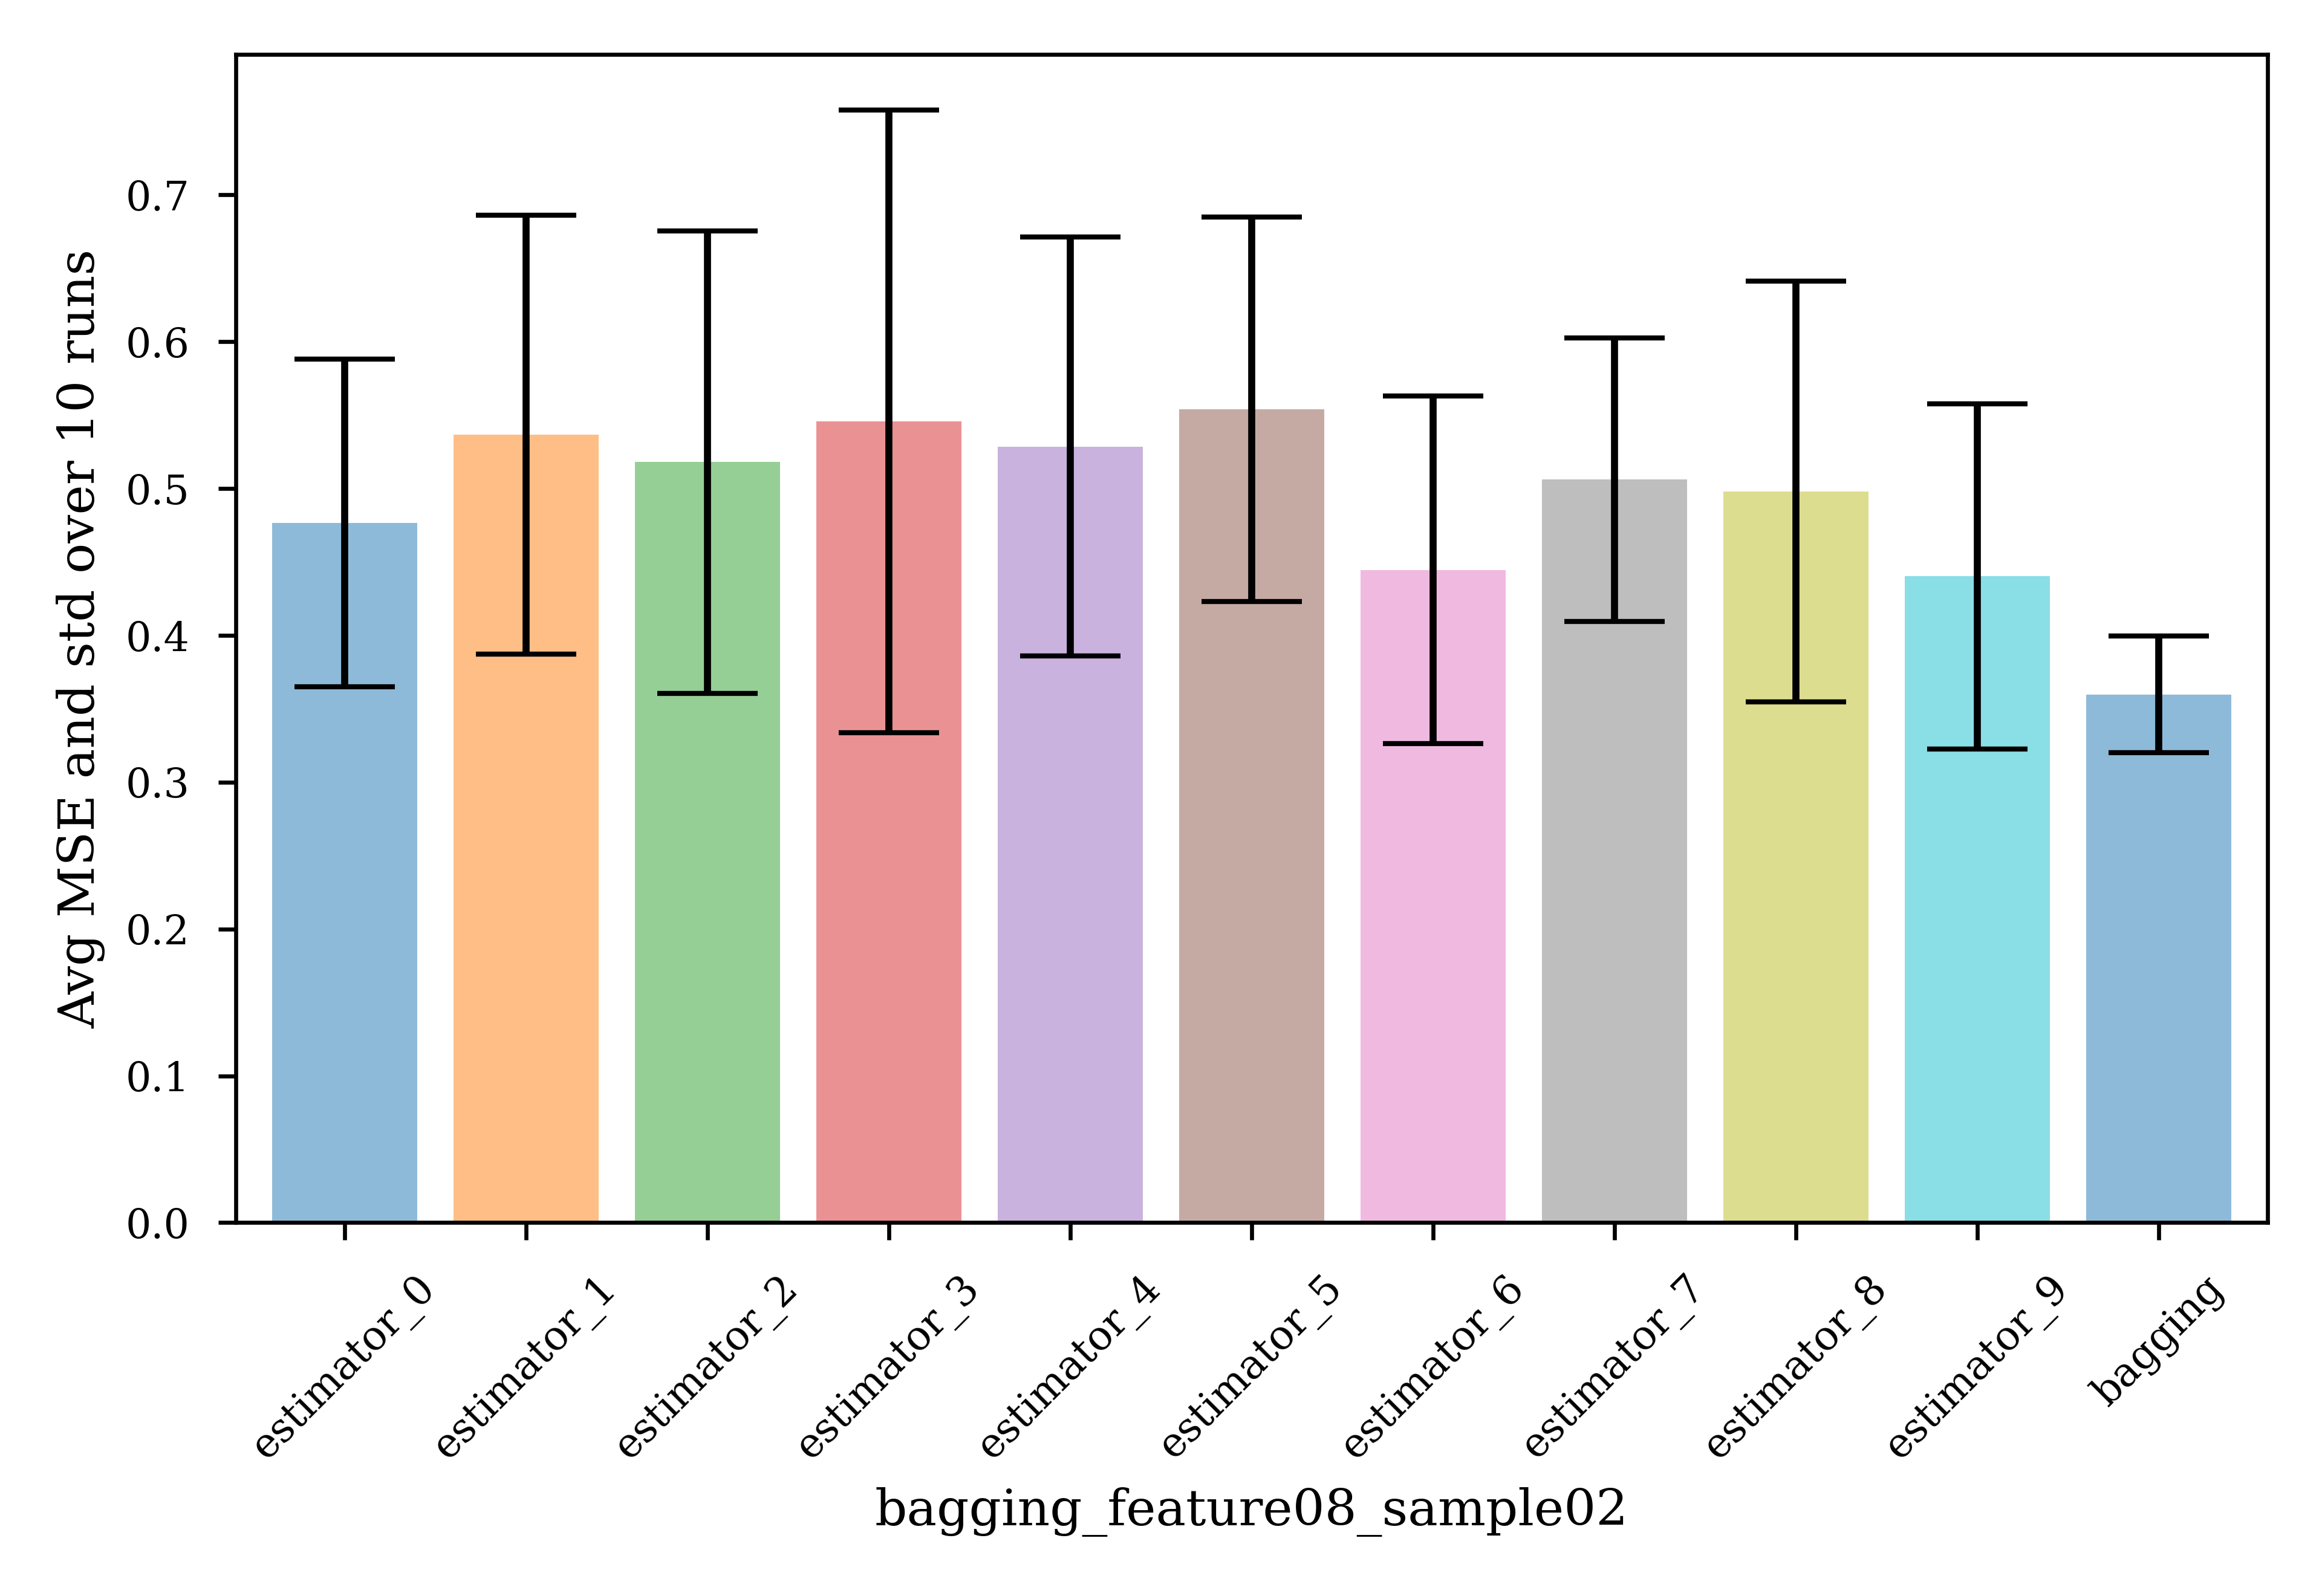 Avg MSE and std over 10 runs
0.7
0.6
0.5
0.4
0.3
0.2
0.1
0.0
estimator_0
estimator_1
estimator_2
estimator_3
estimator_4
estimator_5
estimator_6
estimator_7
estimator_8
estimator_9
bagging
bagging_feature08_sample02